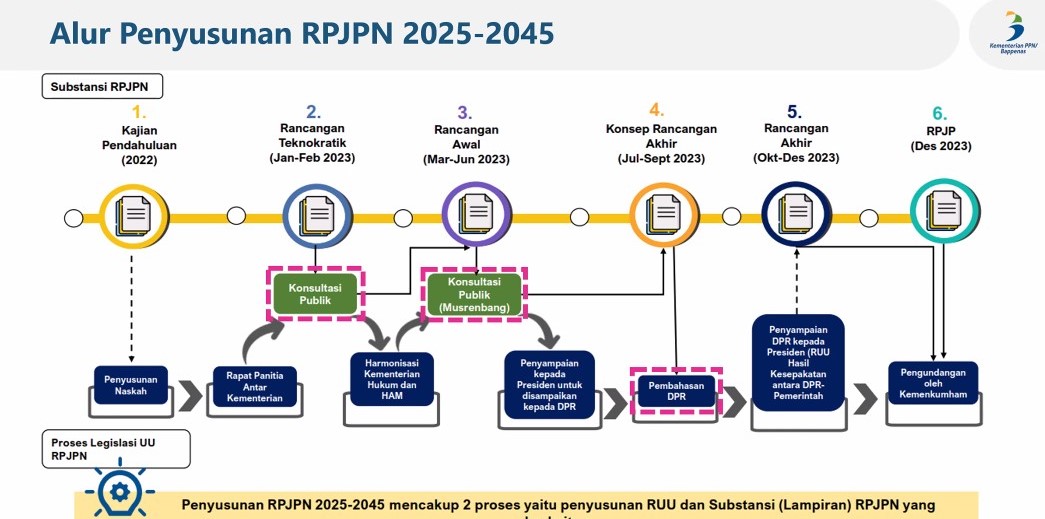 Alur Penyusunan RPJPN 2025-2045
Kementerian PPN/
Bappenas
Substansi RPJPN
1.
Kajian
Pendahuluan
(2022)
2.
Rancangan
Teknokratik
(Jan-Feb 2023)
3.
Rancangan
Awal
(Mar-Jun 2023)
4.
Konsep Rancangan
Akhir
(Jul-Sept 2023)
5.
Rancangan
Akhir
(Okt-Des 2023)
6.
RPJP
(Des 2023)
Konsultasi
Publik
Konsultasi
Publik
(Musrenbang)
Penyusunan
Naskah
Rapat Panitia
Antar
Kementerian
Harmonisasi
Kementerian
Hukum dan
HAM
Penyampaian
kepada
Presiden untuk
disampaikan
kepada DPR
Pembahasan
DPR
Penyampaian
DPR kepada
Presiden (RUU
Hasil
Kesepakatan
antara DPR-
Pemerintah
Pengundangan
oleh
Kemenkumham
Proses Legislasi UU
RPJPN
Penyusunan RPJPN 2025-2045 mencakup 2 proses yaitu penyusunan RUU dan Substansi (Lampiran) RPJPN yang